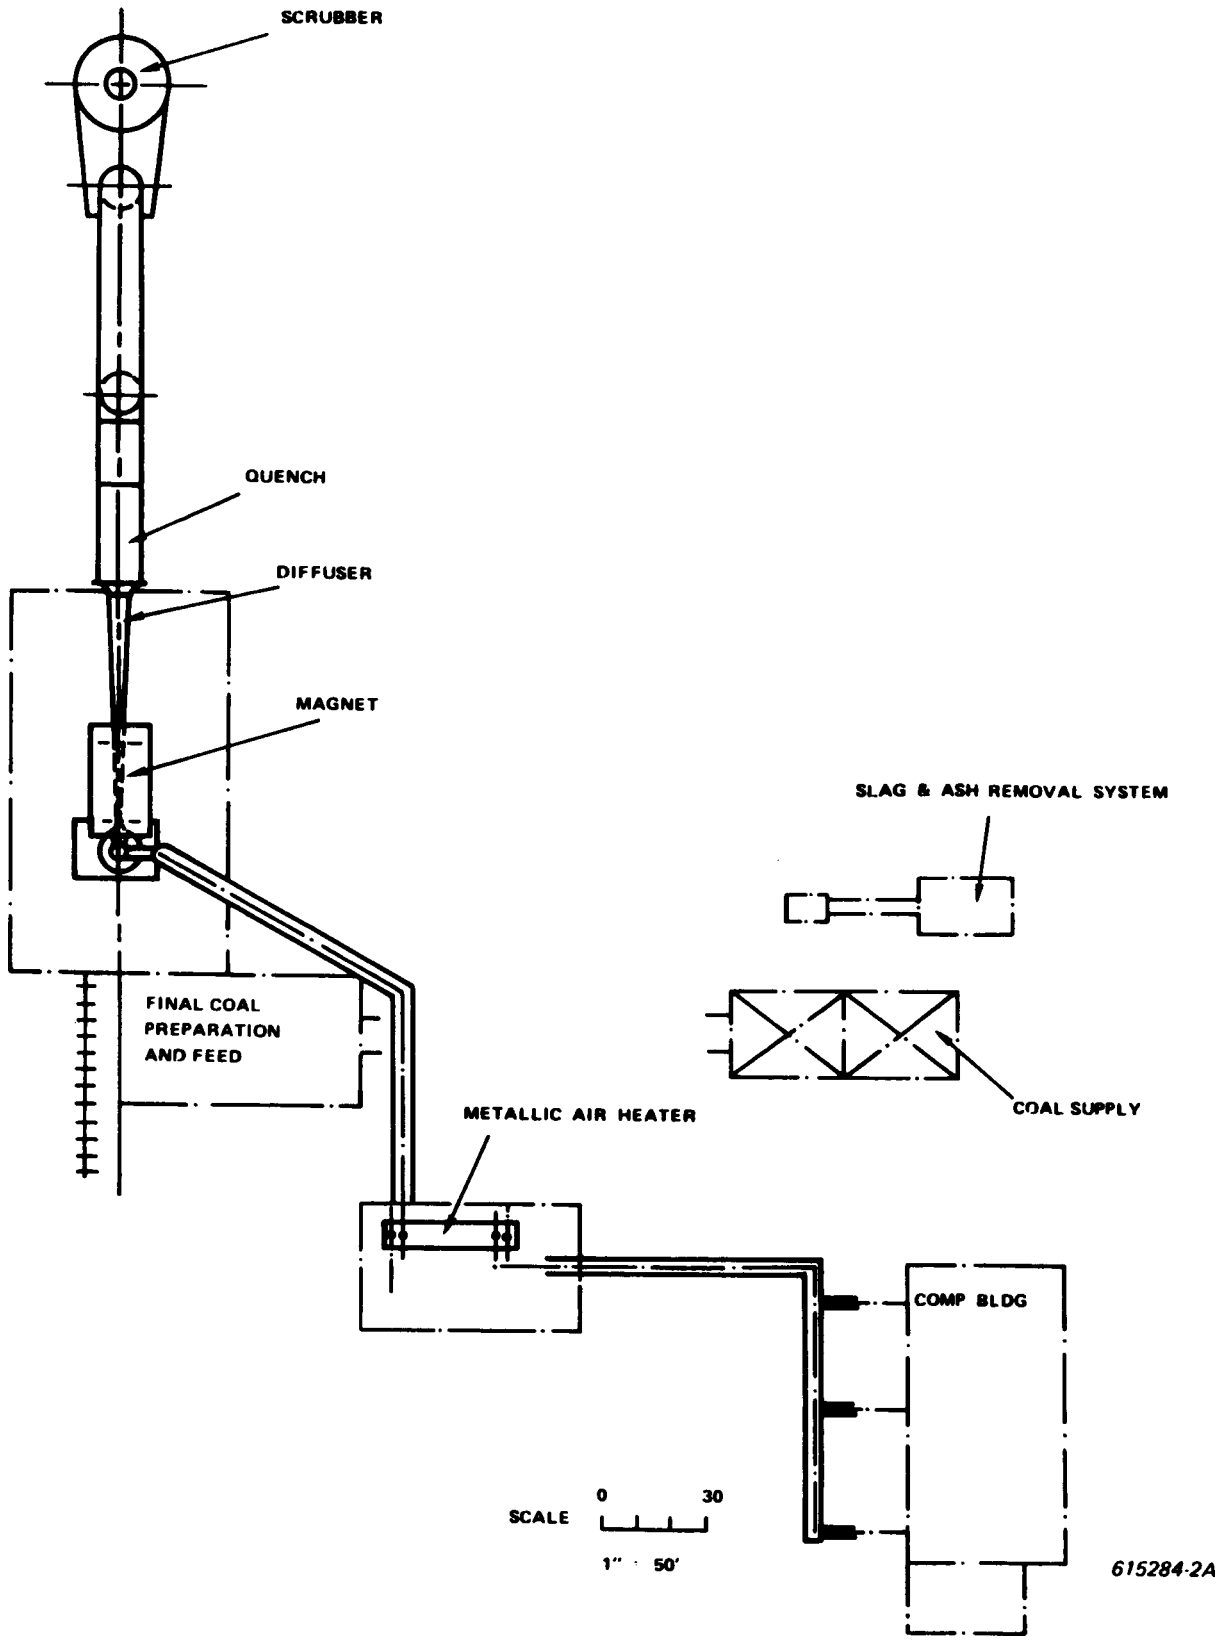 SCRUBBER
QUENCH
DIFFUSER
MAGNET
SLAG & ASH REMOVAL SYSTEM
FINAL COAL
PREPARATION
AND FEED
COAL SUPPLY
METALLIC AIR HEATER
COMP BLDG
0 30
SCALE
1" : 50'
615284-2A